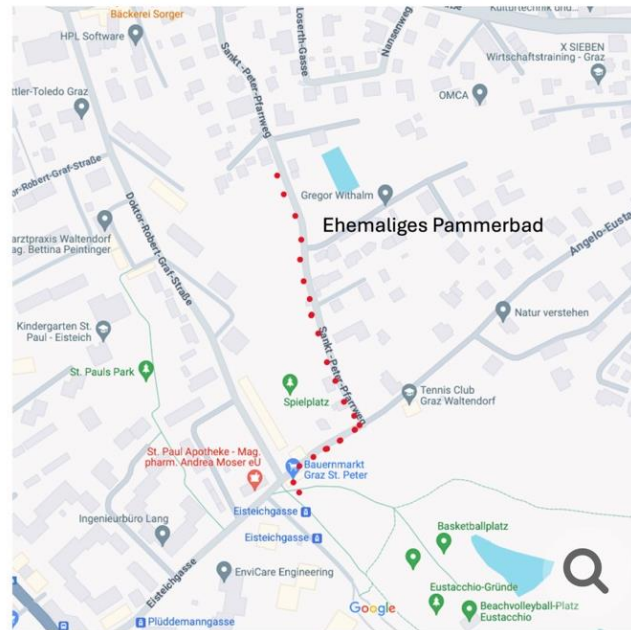 Bäckerei Sorger
HPL Software
Loserth-Gasse
Nansenweg
Kulturtechnik und...
X SIEBEN
Wirtschaftstraining - Graz
ttler-Toledo Graz
Sankt-Peter-Pfarrweg
OMCA
or-Robert-Graf-Straße
Gregor Withalm
Ehemaliges Pammerbad
Doktor-Robert-Graf-Straße
arztpraxis Waltendorf
ag. Bettina Peintinger
Angelo-Eusta
Natur verstehen
Kindergarten St.
Paul - Eisteich
Sankt-Peter-Pfarrweg
St. Pauls Park
Spielplatz
Tennis Club
Graz Waltendorf
St. Paul Apotheke - Mag.
pharm. Andrea Moser eU
Bauernmarkt
Graz St. Peter
Eisteichgasse
Ingenieurbüro Lang
Eisteichgasse
Basketballplatz
Eisteichgasse
EnviCare Engineering
Eustacchio-Gründe
Google
Beachvolleyball-Platz
Eustacchio
Plüddemanngasse